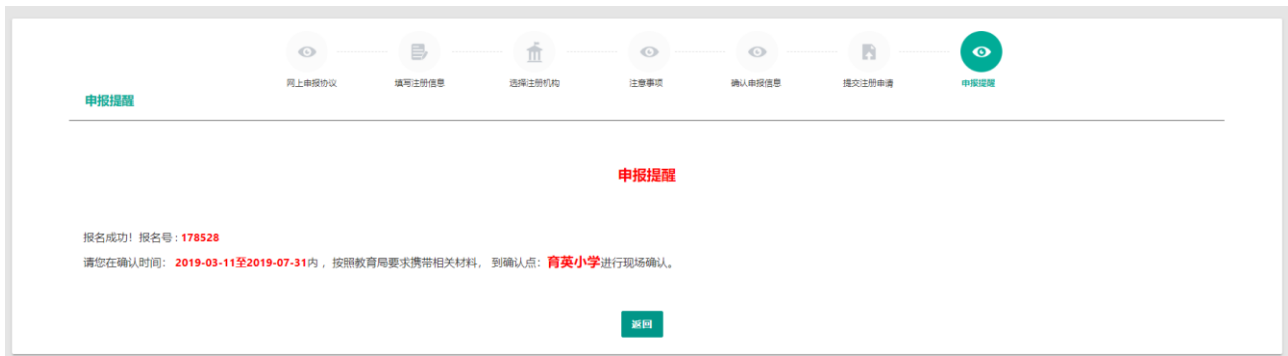 网上申报协议
填写注册信息
选择注册机构
注意事项
确认申报信息
提交注册申请
申报提醒
申报提醒
申报提醒
报名成功！报名号：178528
请您在确认时间： 2019-03-11至2019-07-31内 ，按照教育局要求携带相关材料， 到确认点：育英小学进行现场确认。
返回